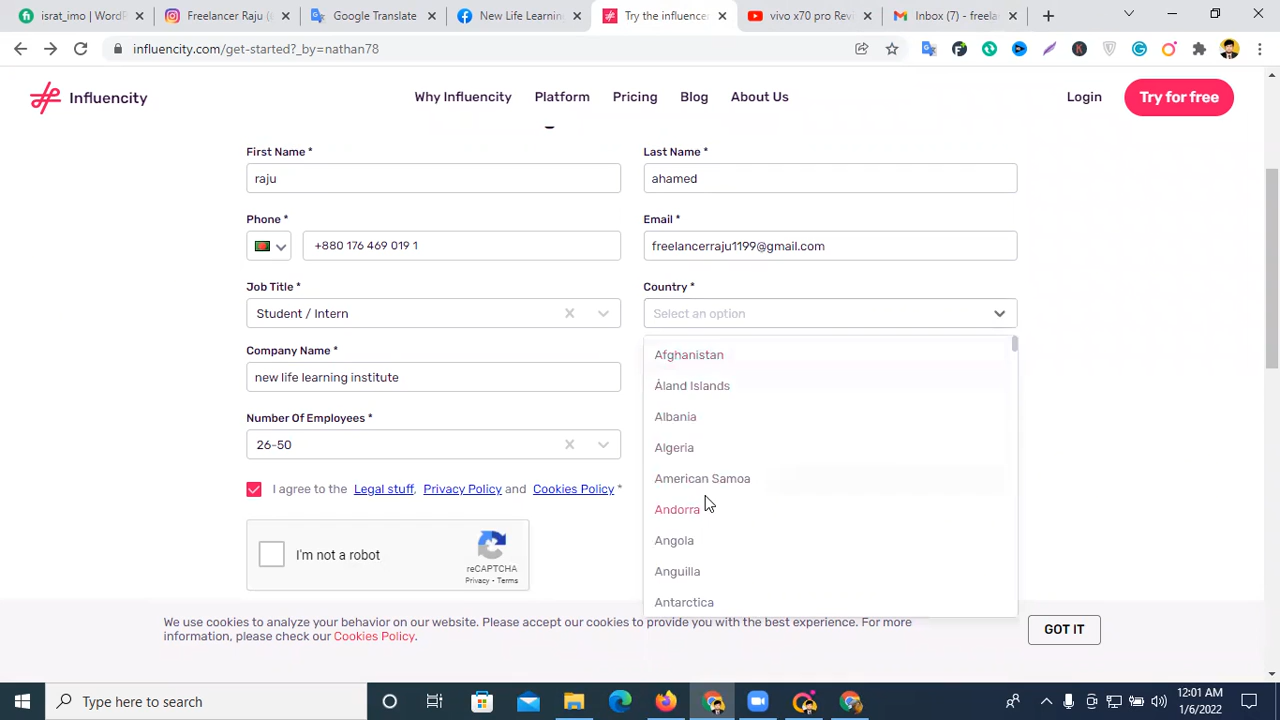 israt_imo) | WordP
Freelancer Raju (
Google Translate
New Life Learning
Try the influence
vivo x70 pro Rev
Inbox (7) - freela
influencity.com/get-started?_by=nathan78
Influencity
Why Influencity
Platform
Pricing
Blog
About Us
Login
Try for free
First Name *
Last Name *
raju
ahamed
Phone *
Email *
+880 176 469 019 1
freelancerraju1199@gmail.com
Job Title *
Country *
Student / Intern
Select an option
Company Name *
new life learning institute
Number Of Employees *
26-50
Afghanistan
Åland Islands
Albania
Algeria
American Samoa
Andorra
Angola
Anguilla
Antarctica
I agree to the Legal stuff, Privacy Policy and Cookies Policy *
I'm not a robot
reCAPTCHA
Privacy - Terms
We use cookies to analyze your behavior on our website. Please accept our cookies to provide you with the best experience. For more
information, please check our Cookies Policy.
GOT IT
Type here to search
12:01 AM
1/6/2022